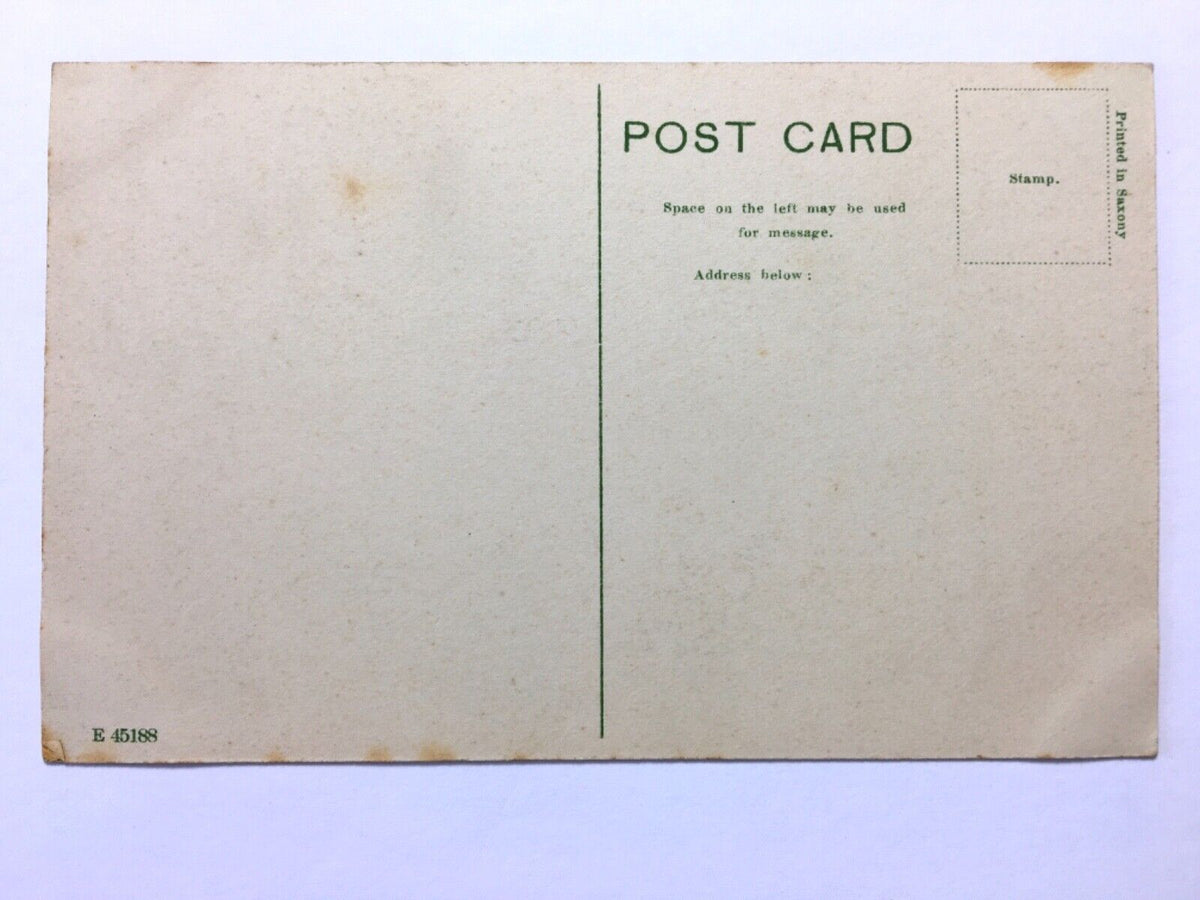 POST CARD
Space on the left may be used
for message.
Address below :
Stamp.
Printed in Saxony
E 45188